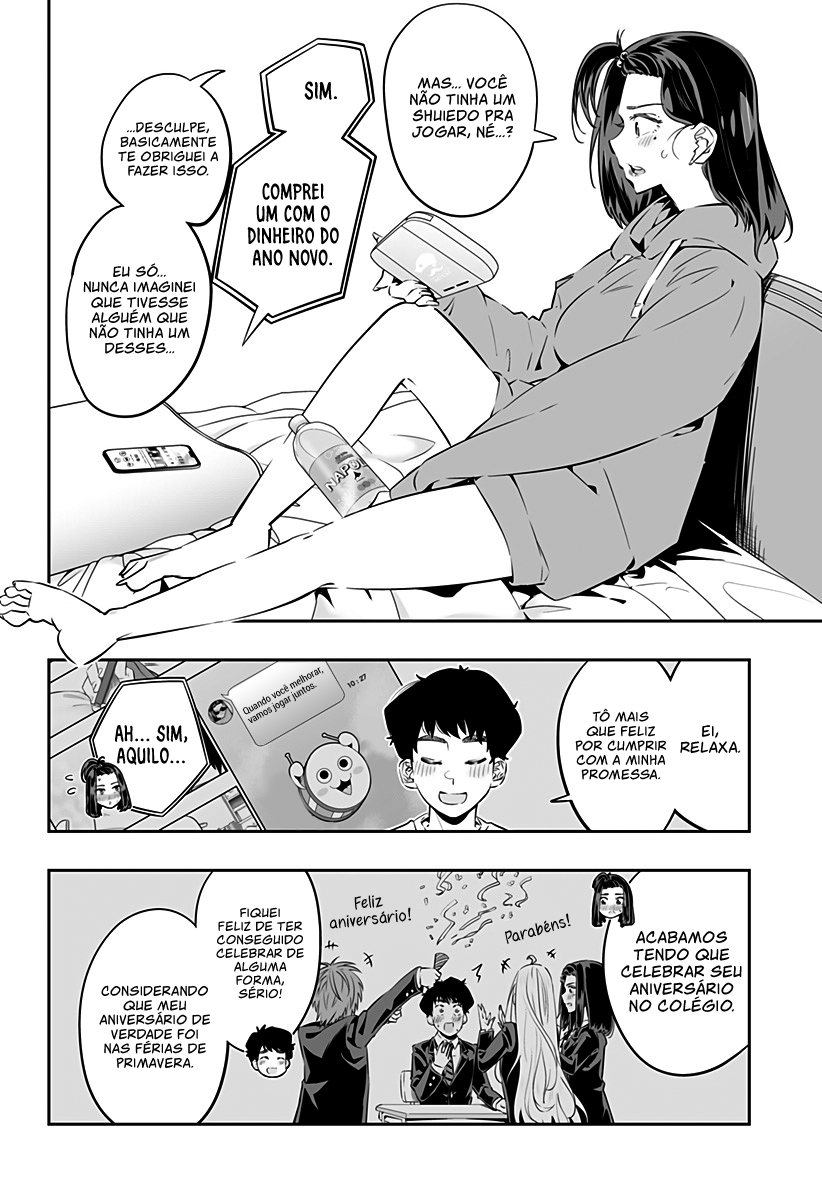 MAS... VOCÊ
NÃO TINHA UM
SHUIEDO PRA
JOGAR, NÉ...?
SIM.
COMPREI
UM COM O
DINHEIRO DO
ANO NOVO.
...DESCULPE,
BASICAMENTE
TE OBRIGUEI A
FAZER ISSO.
EU SÓ...
NUNCA IMAGINEI
QUE TIVESSE
ALGUÉM QUE
NÃO TINHA UM
DESSES...
NAPO
EI,
RELAXA.
TÔ MAIS
QUE FELIZ
POR CUMPRIR
COM A MINHA
PROMESSA.
Quando você melhorar,
vamos jogar juntos.
10:27
AH... SIM,
AQUILO...
ACABAMOS
TENDO QUE
CELEBRAR SEU
ANIVERSÁRIO
NO COLÉGIO.
Parabéns!
Feliz
aniversário!
FIQUEI
FELIZ DE TER
CONSEGUIDO
CELEBRAR DE
ALGUMA
FORMA,
SÉRIO!
CONSIDERANDO
QUE MEU
ANIVERSÁRIO DE
VERDADE FOI
NAS FÉRIAS DE
PRIMAVERA.